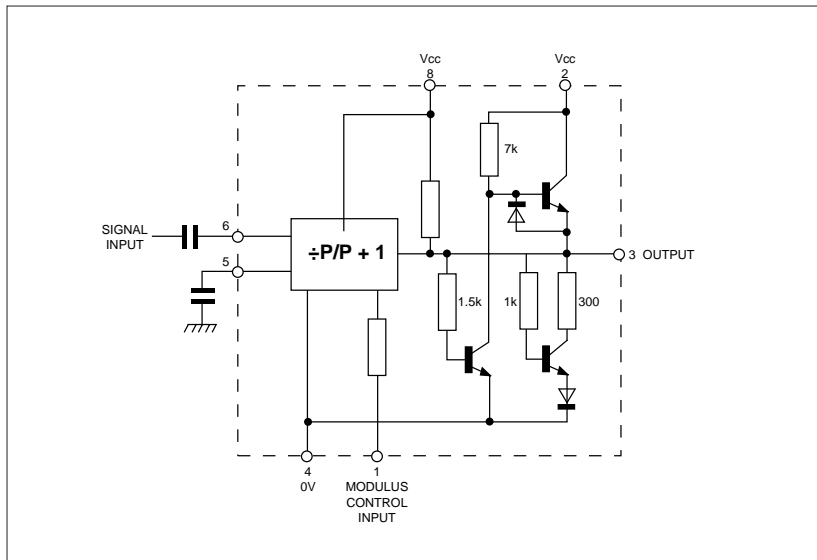 Vcc
8
Vcc
2
7k
6
SIGNAL
INPUT
÷P/P + 1
5
3 OUTPUT
1.5k
1k
300
4
0V
1
MODULUS
CONTROL
INPUT